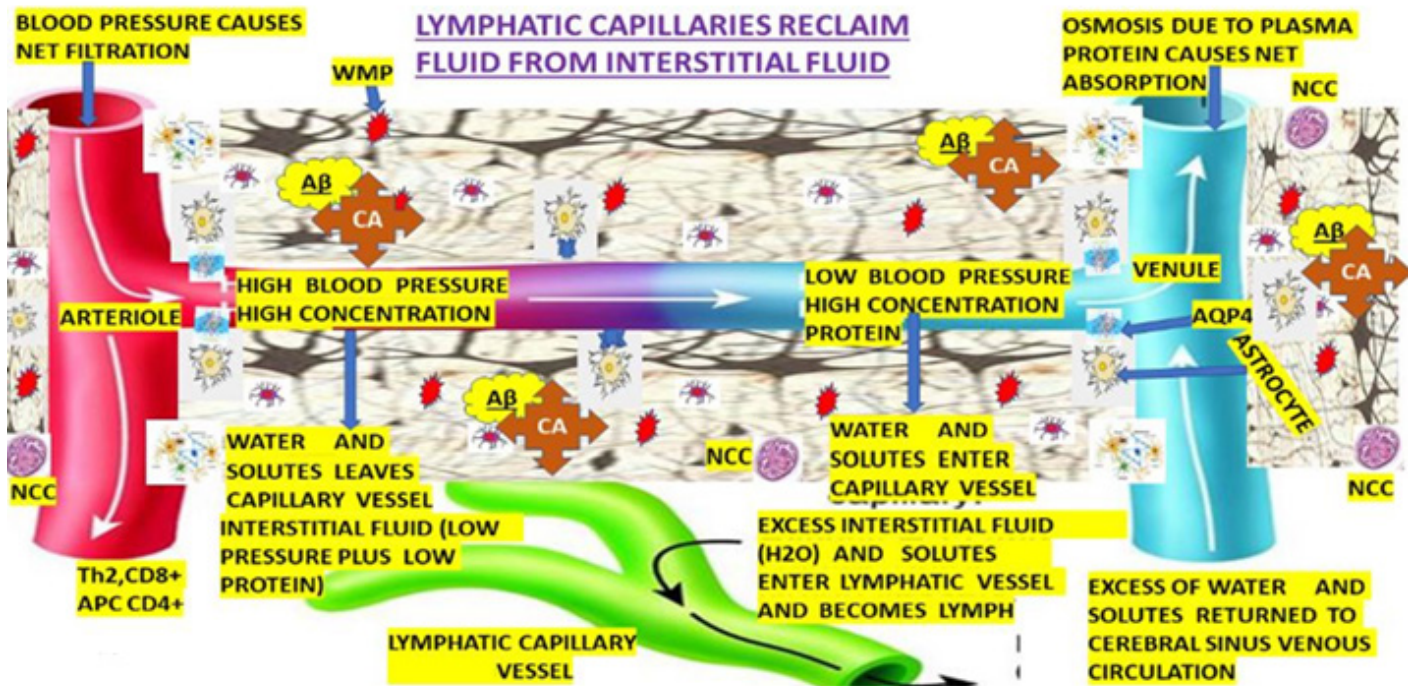 BLOOD PRESSURE CAUSES
NET FILTRATION
LYMPHATIC CAPILLARIES RECLAIM
FLUID FROM INTERSTITIAL FLUID
OSMOSIS DUE TO PLASMA
PROTEIN CAUSES NET
ABSORPTION
WMP
NCC
Aβ
CA
Aβ
CA
Aβ
CA
ARTERIOLE
HIGH BLOOD PRESSURE
HIGH CONCENTRATION
LOW BLOOD PRESSURE
HIGH CONCENTRATION
PROTEIN
VENULE
AQP4
ASTROCYTE
Aβ
CA
NCC
WATER AND
SOLUTES LEAVES
CAPILLARY VESSEL
INTERSTITIAL FLUID (LOW
PRESSURE PLUS LOW
PROTEIN)
NCC
WATER AND
SOLUTES ENTER
CAPILLARY VESSEL
NCC
Th2,CD8+
APC CD4+
EXCESS INTERSTITIAL FLUID
(H2O) AND SOLUTES
ENTER LYMPHATIC VESSEL
AND BECOMES LYMPH
LYMPHATIC CAPILLARY
VESSEL
EXCESS OF WATER AND
SOLUTES RETURNED TO
CEREBRAL SINUS VENOUS
CIRCULATION